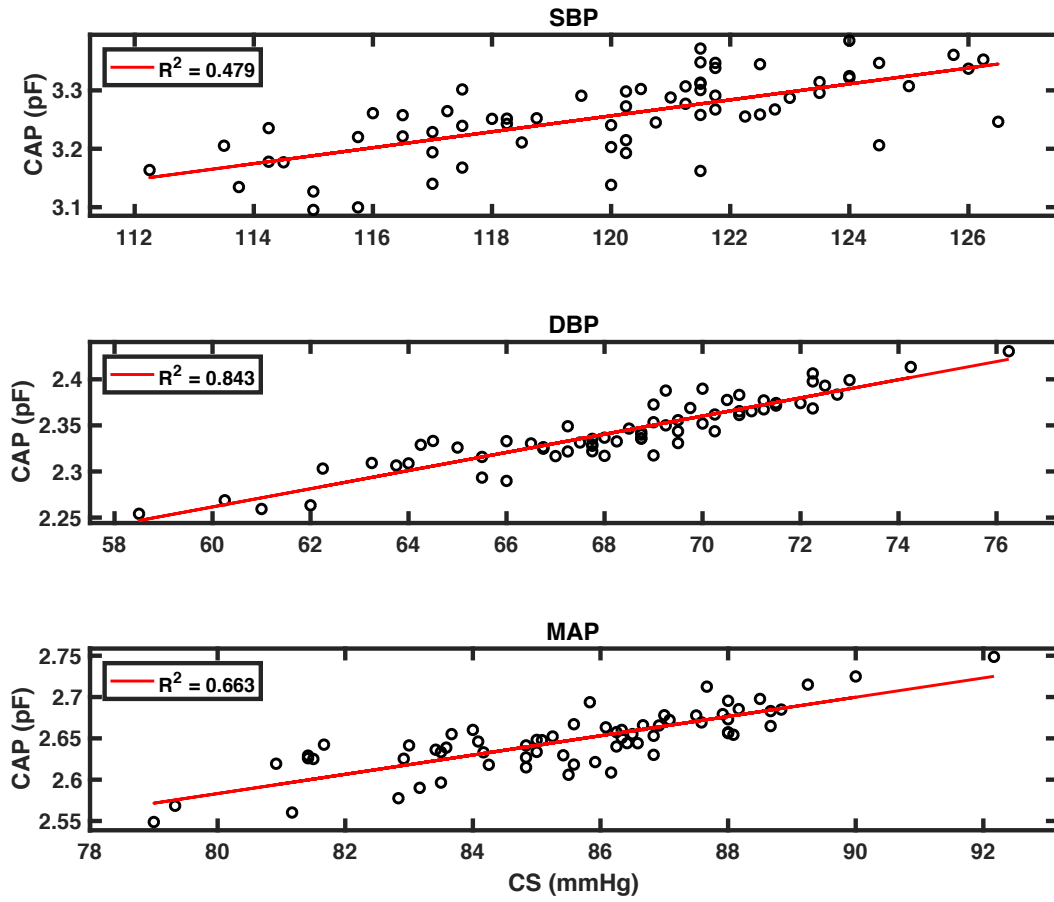 SBP
R² = 0.479
CAP (pF)
3.3
3.2
3.1
112 114 116 118 120 122 124 126
DBP
R² = 0.843
CAP (pF)
2.4
2.35
2.3
2.25
58 60 62 64 66 68 70 72 74 76
MAP
R² = 0.663
CAP (pF)
2.75
2.7
2.65
2.6
2.55
78 80 82 84 86 88 90 92
CS (mmHg)